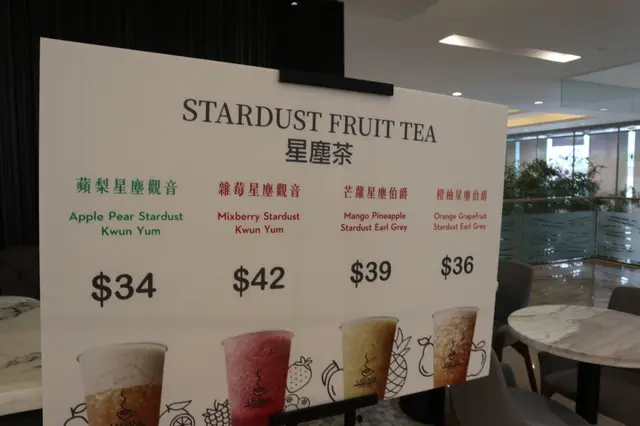 STARDUST FRUIT TEA
星塵茶
蘋梨星塵觀音
Apple Pear Stardust
Kwun Yum
$34
雜莓星塵觀音
Mixberry Stardust
Kwun Yum
$42
芒蘿星塵伯爵
Mango Pineapple
Stardust Earl Grey
$39
橙柚星塵伯爵
Orange GrapeFruit
Stardust Earl Grey
$36